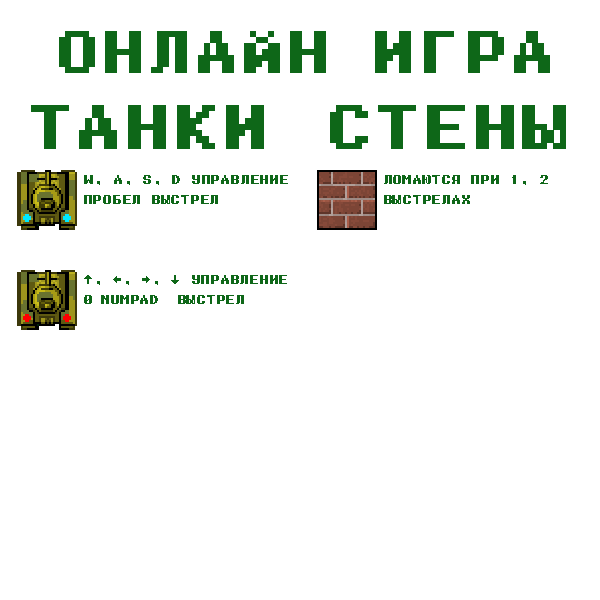 ОНЛАЙН ИГРА
ТАНКИ СТЕНЫ
W, A, S, D УПРАВЛЕНИЕ
ПРОБЕЛ ВЫСТРЕЛ
ЛОМАЮТСЯ ПРИ 1, 2
ВЫСТРЕЛАХ
↑, ←, →, ↓ УПРАВЛЕНИЕ
0 NUMPAD ВЫСТРЕЛ